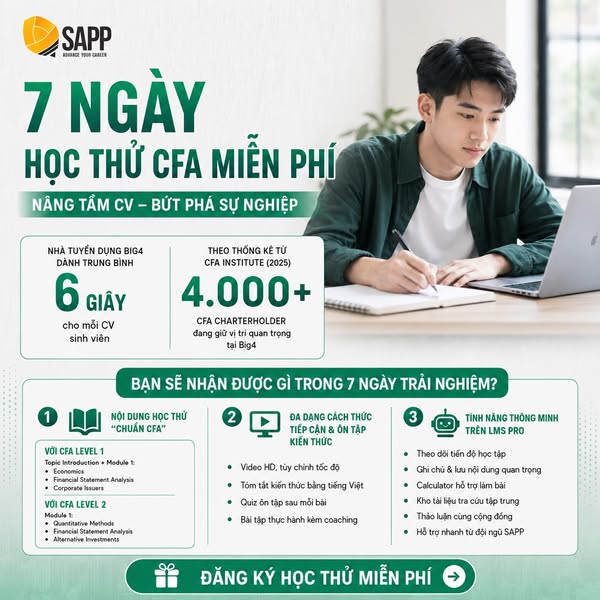 SAPP
ADVANCE YOUR CAREER
7 NGÀY
HỌC THỬ CFA MIỄN PHÍ
NÂNG TẦM CV – BỨT PHÁ SỰ NGHIỆP
NHÀ TUYỂN DỤNG BIG4
DÀNH TRUNG BÌNH
6 GIÂY
cho mỗi CV
sinh viên
THEO THỐNG KÊ TỪ
CFA INSTITUTE (2025)
4.000+
CFA CHARTERHOLDER
đang giữ vị trí quan trọng
tại Big4
BẠN SẼ NHẬN ĐƯỢC GÌ TRONG 7 NGÀY TRẢI NGHIỆM?
1
NỘI DUNG HỌC THỬ
“CHUẨN CFA”
VỚI CFA LEVEL 1
Topic Introduction + Module 1:
• Economics
• Financial Statement Analysis
• Corporate Issuers
VỚI CFA LEVEL 2
Module 1:
• Quantitative Methods
• Financial Statement Analysis
• Alternative Investments
2
ĐA DẠNG CÁCH THỨC
TIẾP CẬN & ÔN TẬP
KIẾN THỨC
• Video HD, tùy chỉnh tốc độ
• Tóm tắt kiến thức bằng tiếng Việt
• Quiz ôn tập sau mỗi bài
• Bài tập thực hành kèm coaching
3
TÍNH NĂNG THÔNG MINH
TRÊN LMS PRO
• Theo dõi tiến độ học tập
• Ghi chú & lưu nội dung quan trọng
• Calculator hỗ trợ làm bài
• Kho tài liệu tra cứu tập trung
• Thảo luận cùng cộng đồng
• Hỗ trợ nhanh từ đội ngũ SAPP
ĐĂNG KÝ HỌC THỬ MIỄN PHÍ